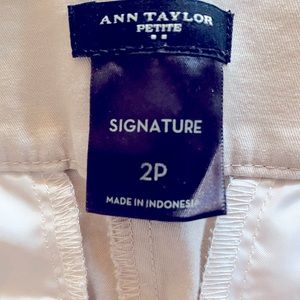 ANN TAYLOR
PETITE
SIGNATURE
2P
MADE IN INDONESIA